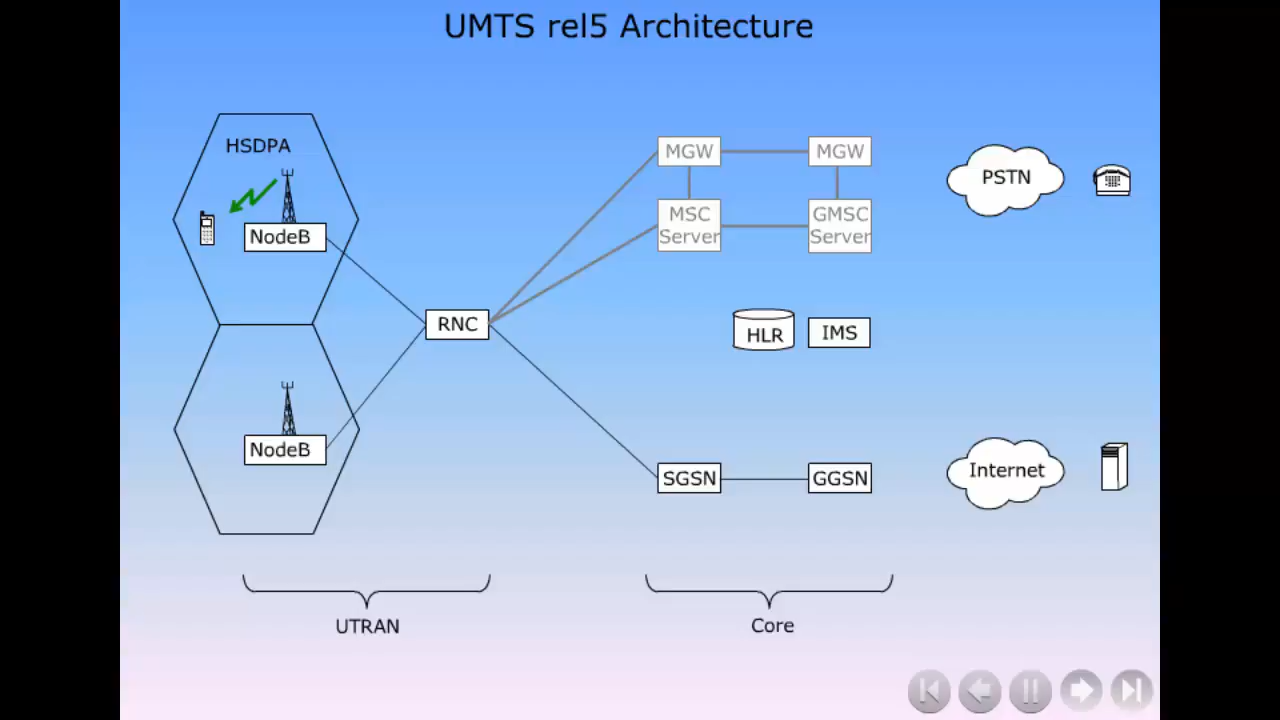 UMTS rel5 Architecture
HSDPA
NodeB
NodeB
RNC
MGW
MGW
MSC
Server
GMSC
Server
HLR
IMS
SGSN
GGSN
PSTN
Internet
UTRAN
Core